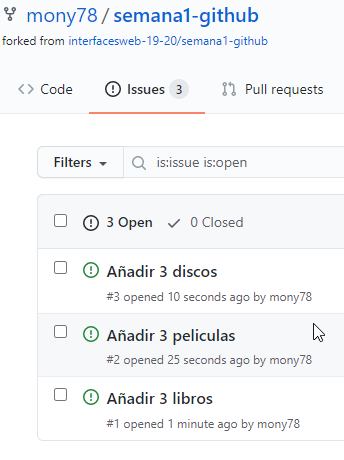 mony78 / semana1-github
forked from interfacesweb-19-20/semana1-github
<> Code Issues 3 Pull requests
Filters is:issue is:open
3 Open 0 Closed
Añadir 3 discos
#3 opened 10 seconds ago by mony78
Añadir 3 peliculas
#2 opened 25 seconds ago by mony78
Añadir 3 libros
#1 opened 1 minute ago by mony78